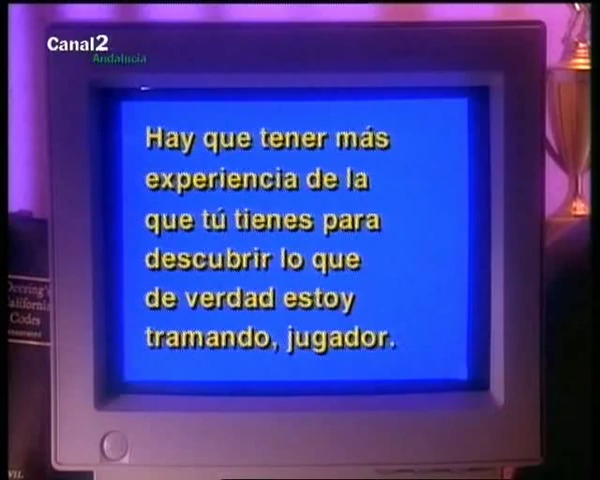 Canal2
Andalucía
Hay que tener más
experiencia de la
que tú tienes para
descubrir lo que
de verdad estoy
tramando, jugador.
Deering's
California
Codes